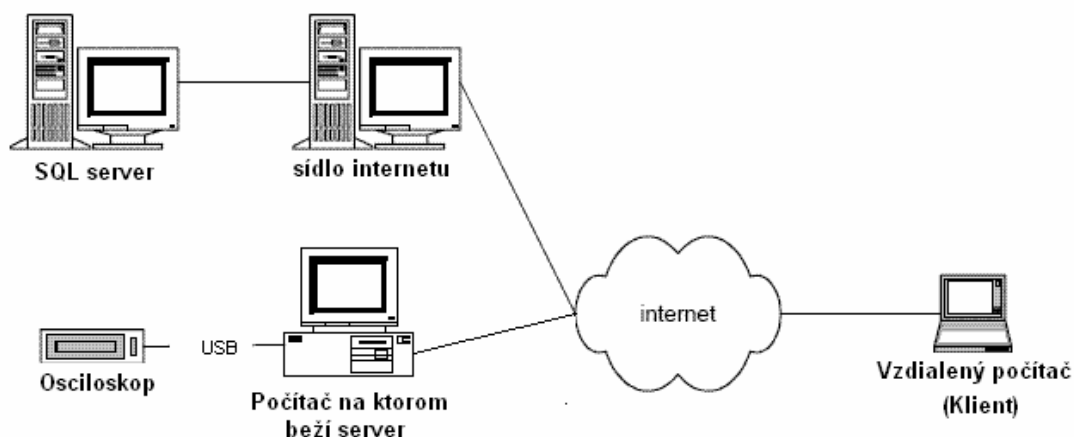 SQL server
sídlo internetu
internet
USB
Osciloskop
Počítač na ktorom
beží server
Vzdialený počítač
(Klient)